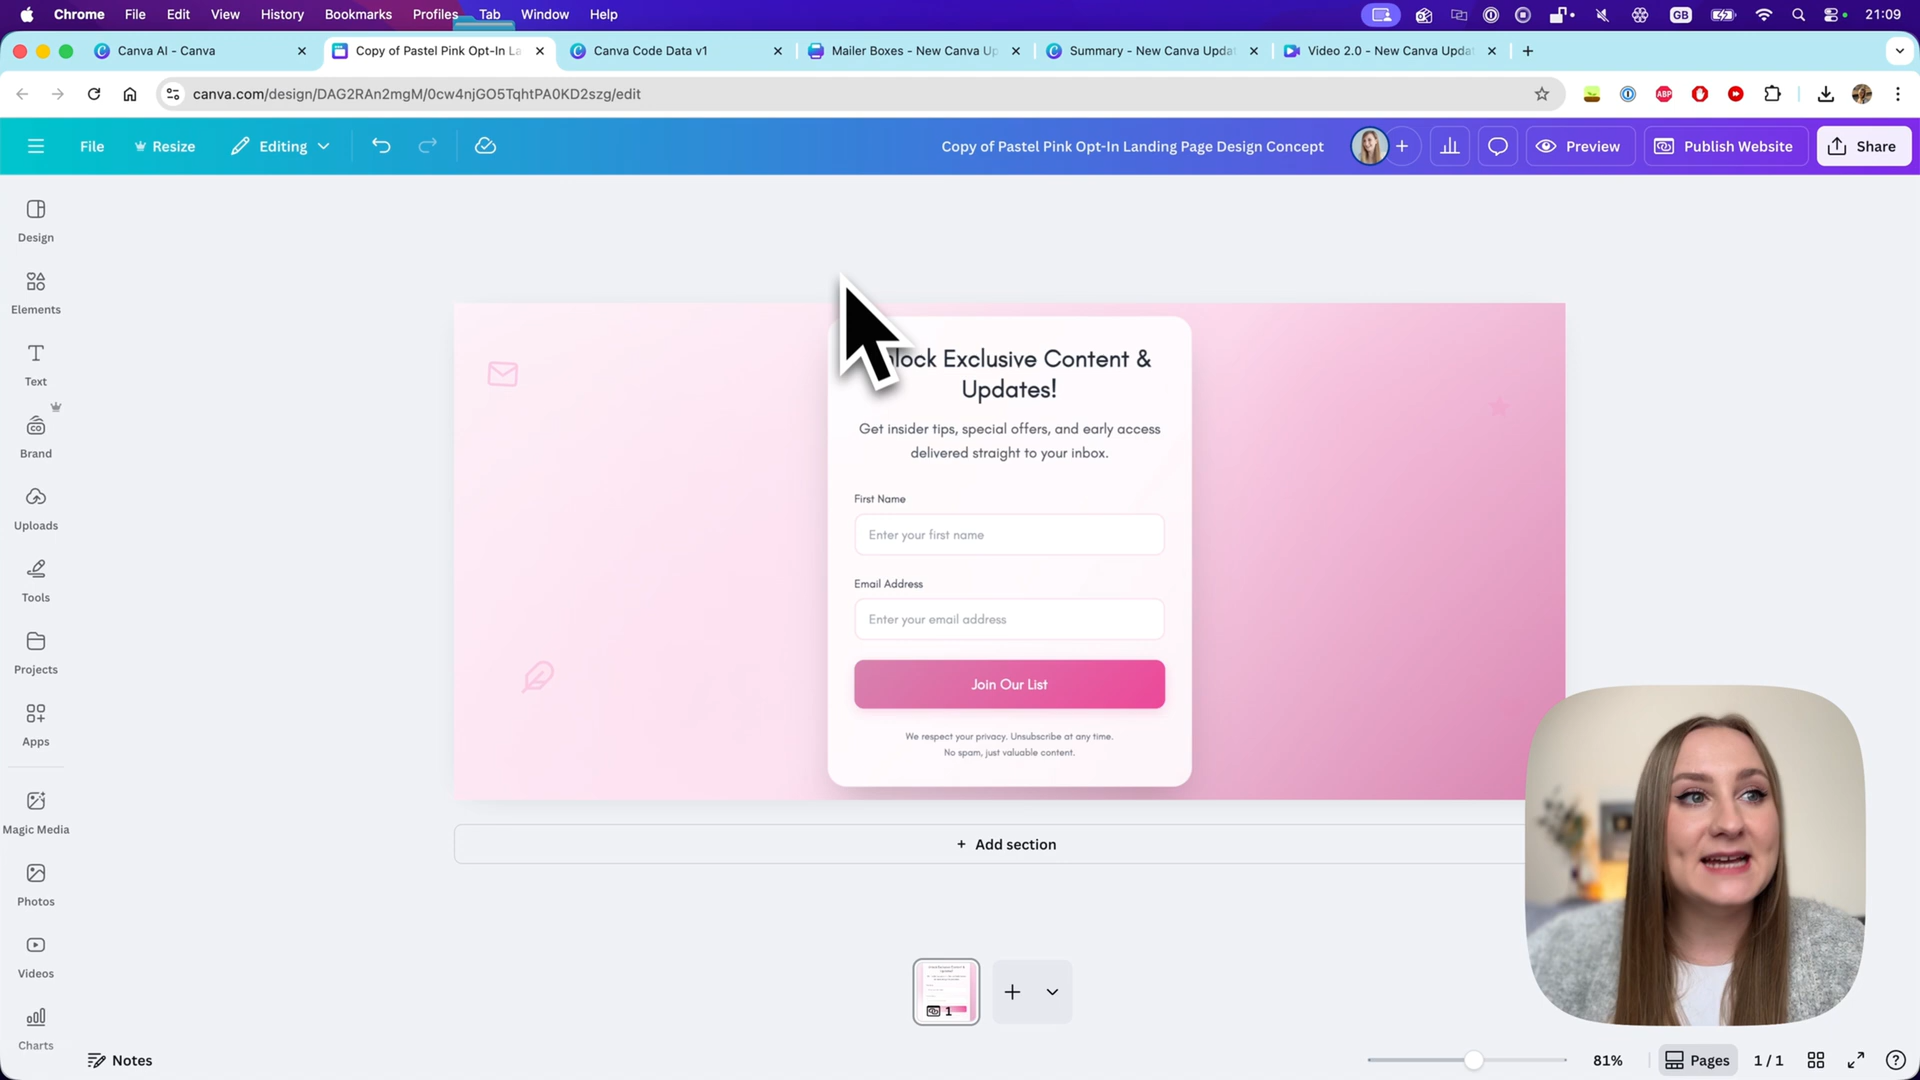 Chrome File Edit View History Bookmarks Profiles Tab Window Help
GB 21:09
Canva AI - Canva
Copy of Pastel Pink Opt-In La
Canva Code Data v1
Mailer Boxes - New Canva Up
Summary - New Canva Updat
Video 2.0 - New Canva Updat
canva.com/design/DAG2RAn2mgM/0cw4njGO5TqhtPA0KD2szg/edit
ABP
File Resize Editing
Copy of Pastel Pink Opt-In Landing Page Design Concept
Preview Publish Website Share
Design
Elements
Text
Brand
Uploads
Tools
Projects
Apps
Magic Media
Photos
Videos
Charts
lock Exclusive Content &
Updates!
Get insider tips, special offers, and early access
delivered straight to your inbox.
First Name
Enter your first name
Email Address
Enter your email address
Join Our List
We respect your privacy. Unsubscribe at any time.
No spam, just valuable content.
+ Add section
1
Notes
81% Pages 1 / 1